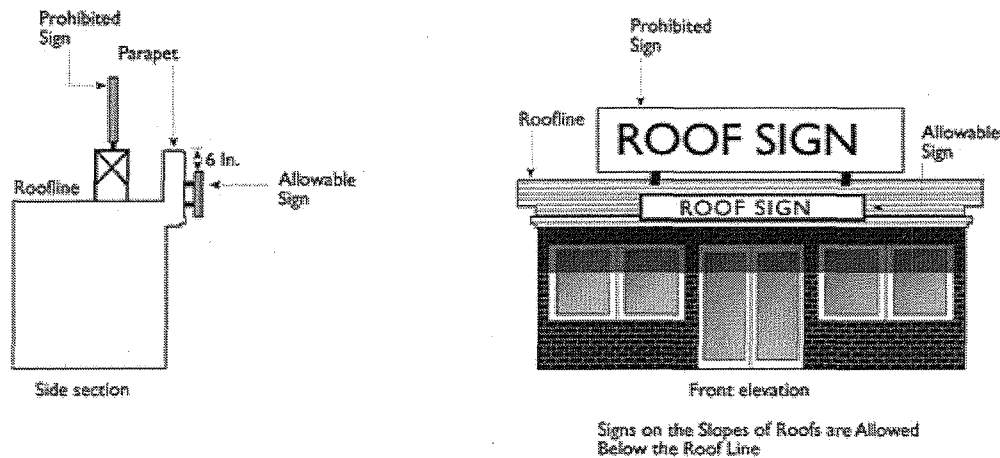 Prohibited
Sign
Parapet
6 In.
Roofline
Allowable
Sign
Side section
Prohibited
Sign
Roofline
ROOF SIGN
Allowable
Sign
ROOF SIGN
Front elevation
Signs on the Slopes of Roofs are Allowed
Below the Roof Line